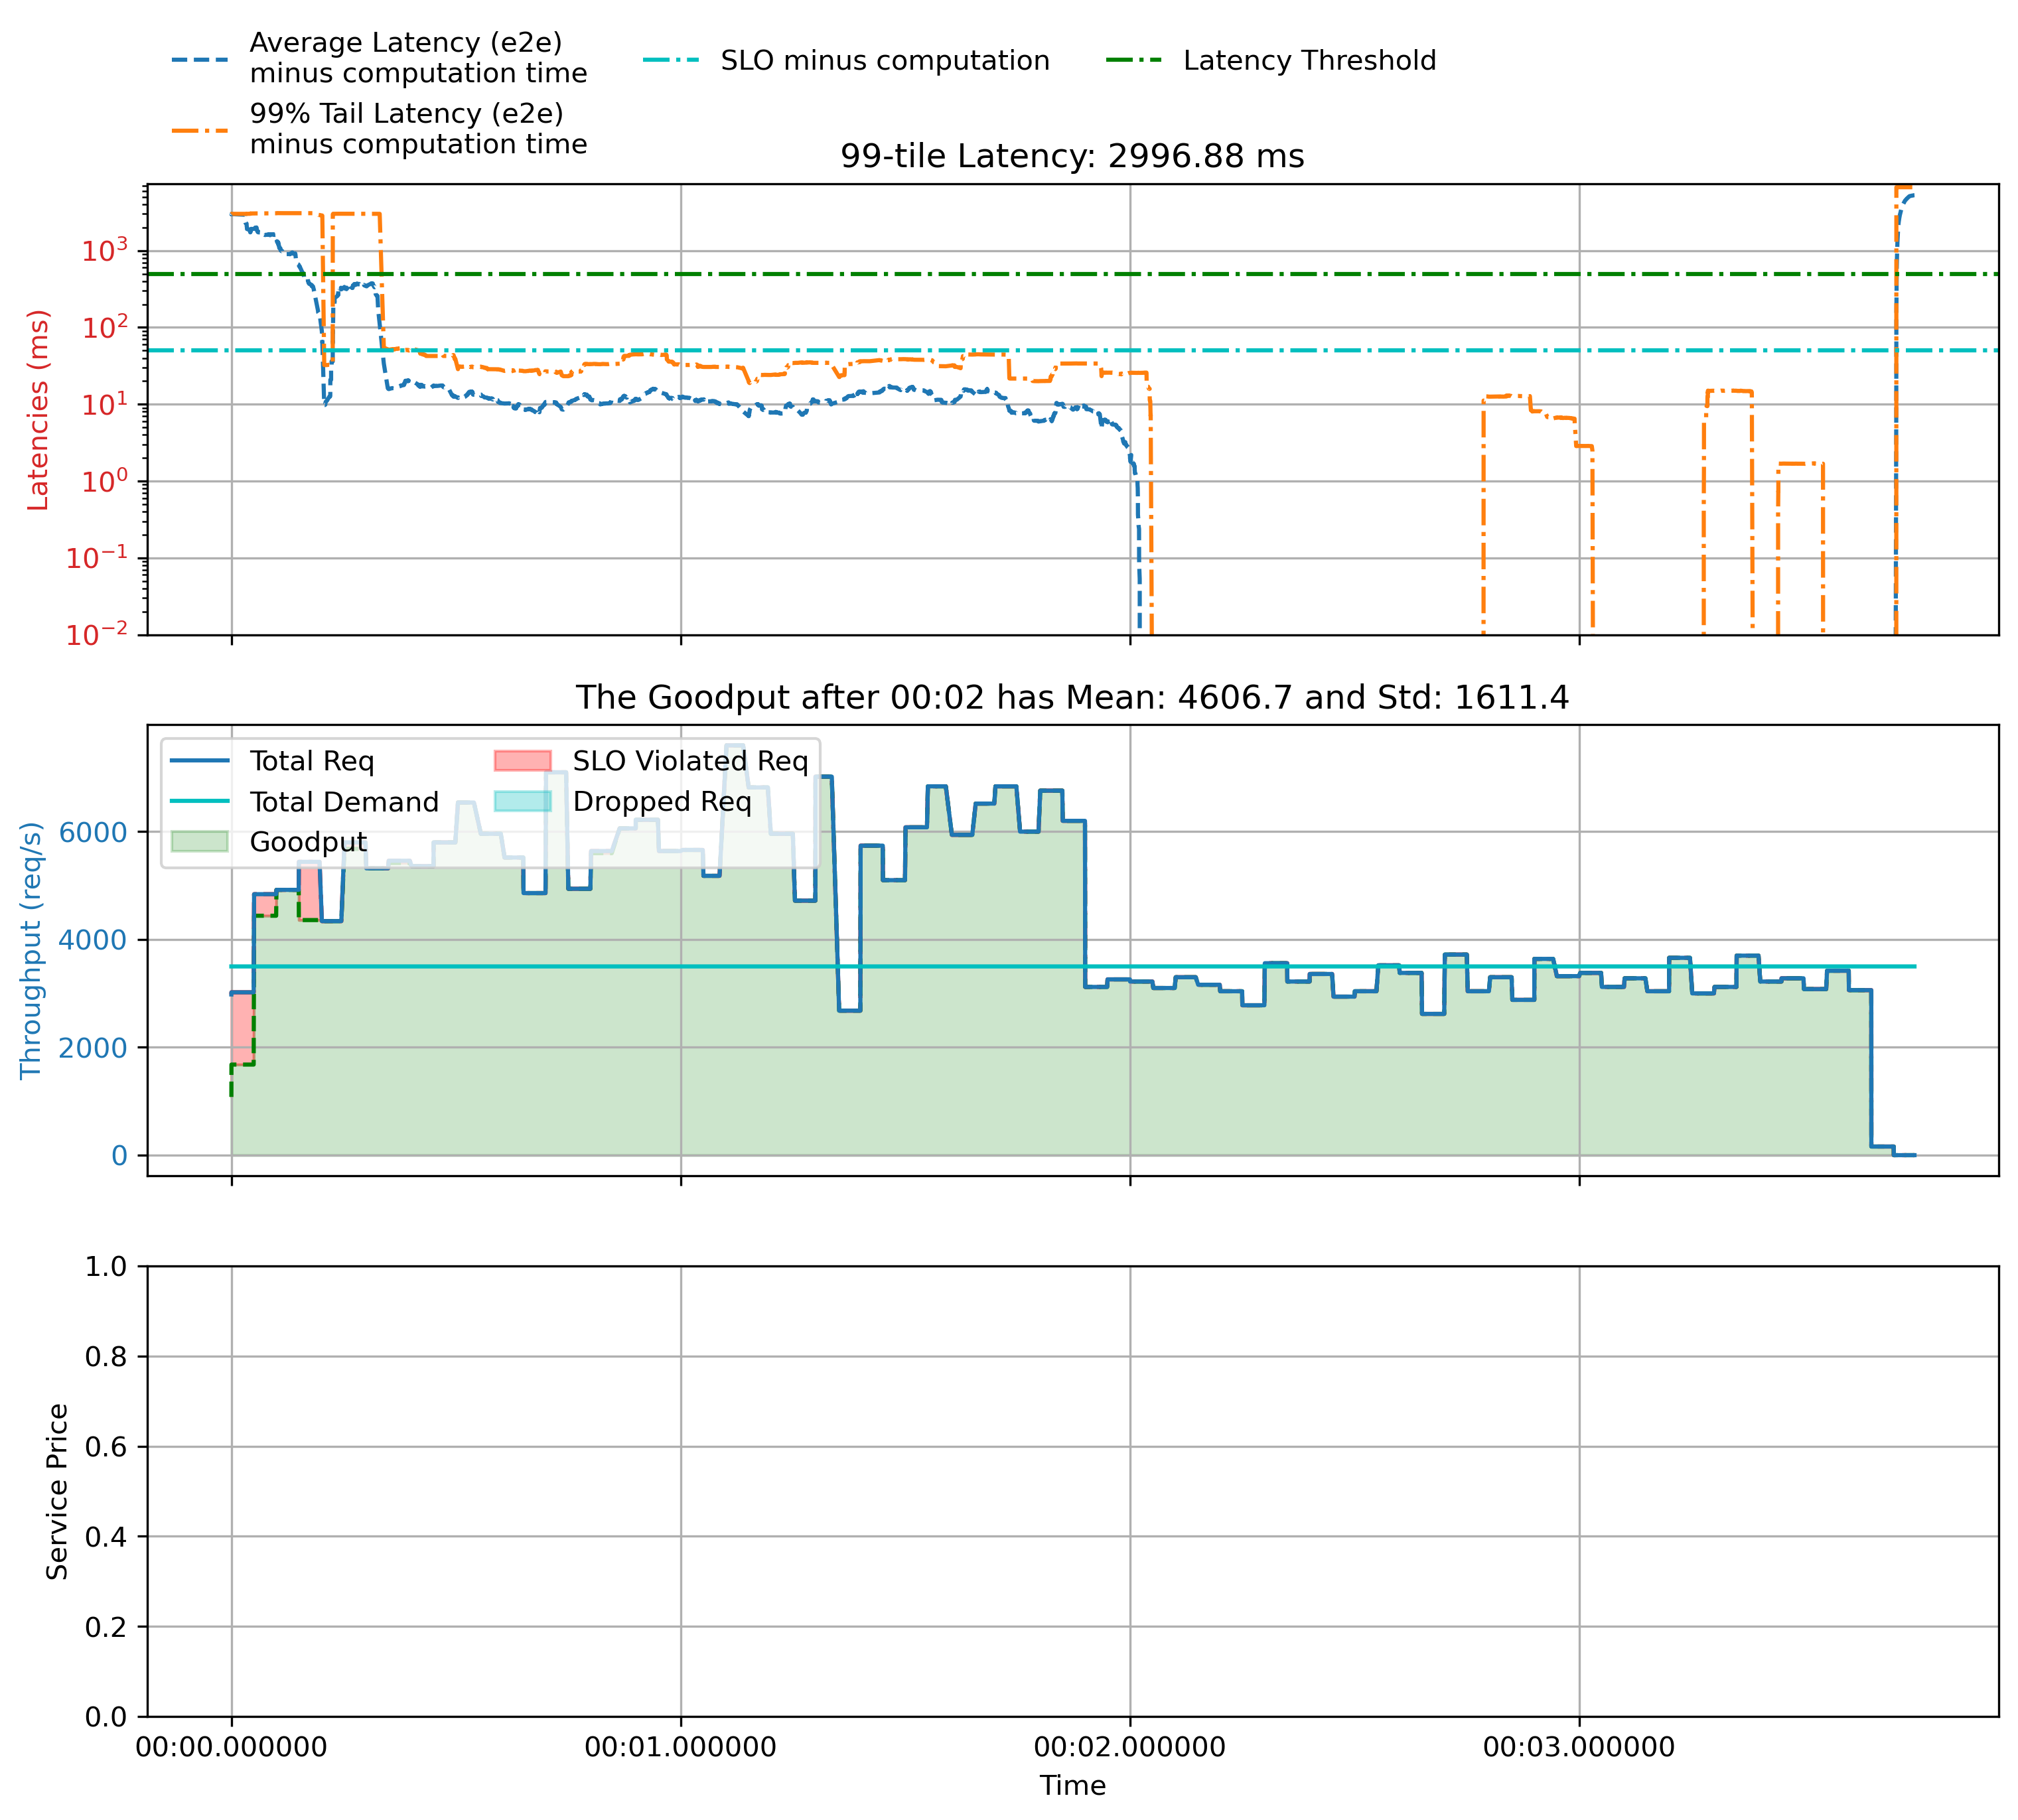 Average Latency (e2e)
minus computation time
99% Tail Latency (e2e)
minus computation time
SLO minus computation
Latency Threshold
99-tile Latency: 2996.88 ms
Latencies (ms)
10³
10²
10¹
10⁰
10⁻¹
10⁻²
The Goodput after 00:02 has Mean: 4606.7 and Std: 1611.4
Total Req
Total Demand
Goodput
SLO Violated Req
Dropped Req
Throughput (req/s)
6000
4000
2000
0
Service Price
1.0
0.8
0.6
0.4
0.2
0.0
00:00.000000
00:01.000000
00:02.000000
00:03.000000
Time